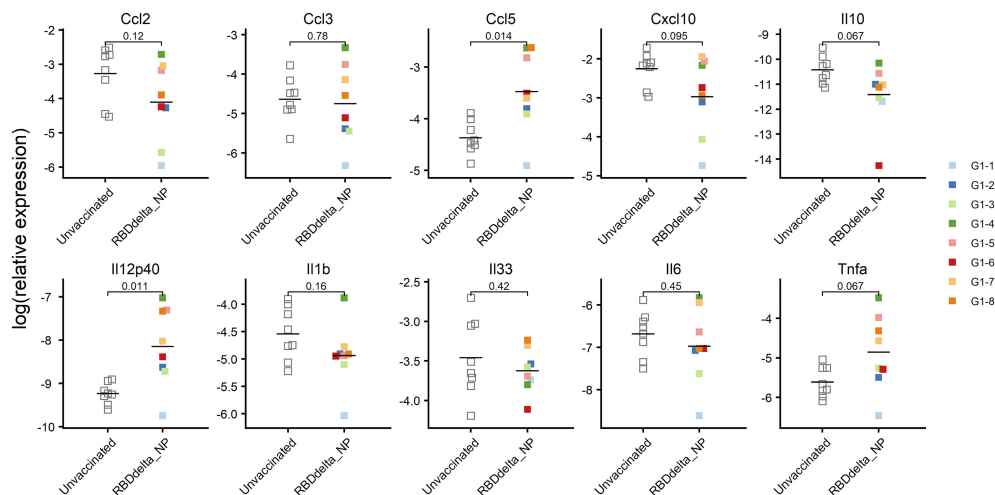 Ccl2
Ccl3
Ccl5
Cxcl10
Il10
0.12
0.78
0.014
0.095
0.067
-2
-3
-4
-5
-6
-3
-4
-5
-6
-3
-4
-5
-2
-3
-4
-5
-9
-10
-11
-12
-13
-14
Unvaccinated
RBDdelta_NP
Unvaccinated
RBDdelta_NP
Unvaccinated
RBDdelta_NP
Unvaccinated
RBDdelta_NP
Unvaccinated
RBDdelta_NP
log(relative expression)
Il12p40
Il1b
Il33
Il6
Tnfa
0.011
0.16
0.42
0.45
0.067
-7
-8
-9
-10
-4.0
-4.5
-5.0
-5.5
-6.0
-2.5
-3.0
-3.5
-4.0
-6
-7
-8
-4
-5
-6
Unvaccinated
RBDdelta_NP
Unvaccinated
RBDdelta_NP
Unvaccinated
RBDdelta_NP
Unvaccinated
RBDdelta_NP
Unvaccinated
RBDdelta_NP
G1-1
G1-2
G1-3
G1-4
G1-5
G1-6
G1-7
G1-8